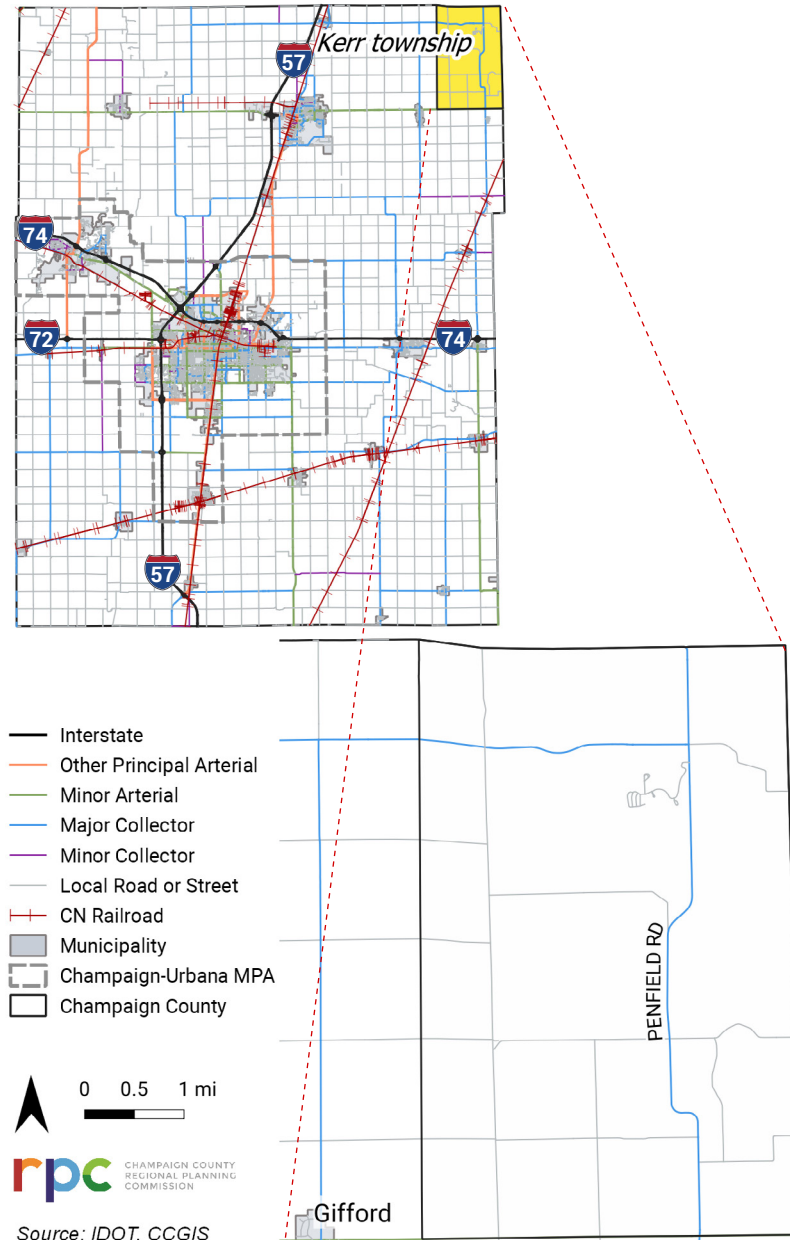 Kerr township
57
74
72
74
57
Interstate
Other Principal Arterial
Minor Arterial
Major Collector
Minor Collector
Local Road or Street
CN Railroad
Municipality
Champaign-Urbana MPA
Champaign County
0 0.5 1 mi
rpc
CHAMPAIGN COUNTY
REGIONAL PLANNING
COMMISSION
Source: IDOT, CCGIS
PENFIELD RD
Gifford